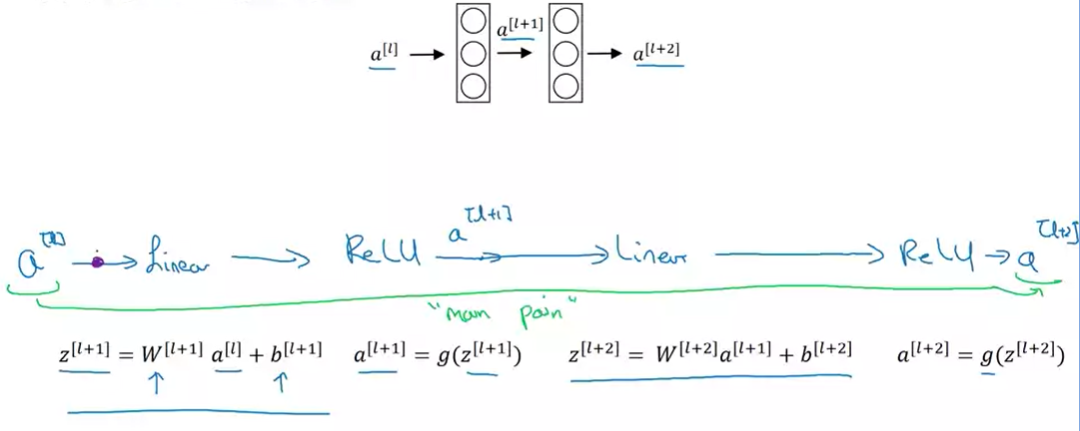 a[l] → a[l+1] → a[l+2]
a[l] → Linear → ReLU a[l+1] → Linear → ReLU → a[l+2]
"main pain"
z[l+1] = W[l+1] a[l] + b[l+1] a[l+1] = g(z[l+1]) z[l+2] = W[l+2]a[l+1] + b[l+2] a[l+2] = g(z[l+2])